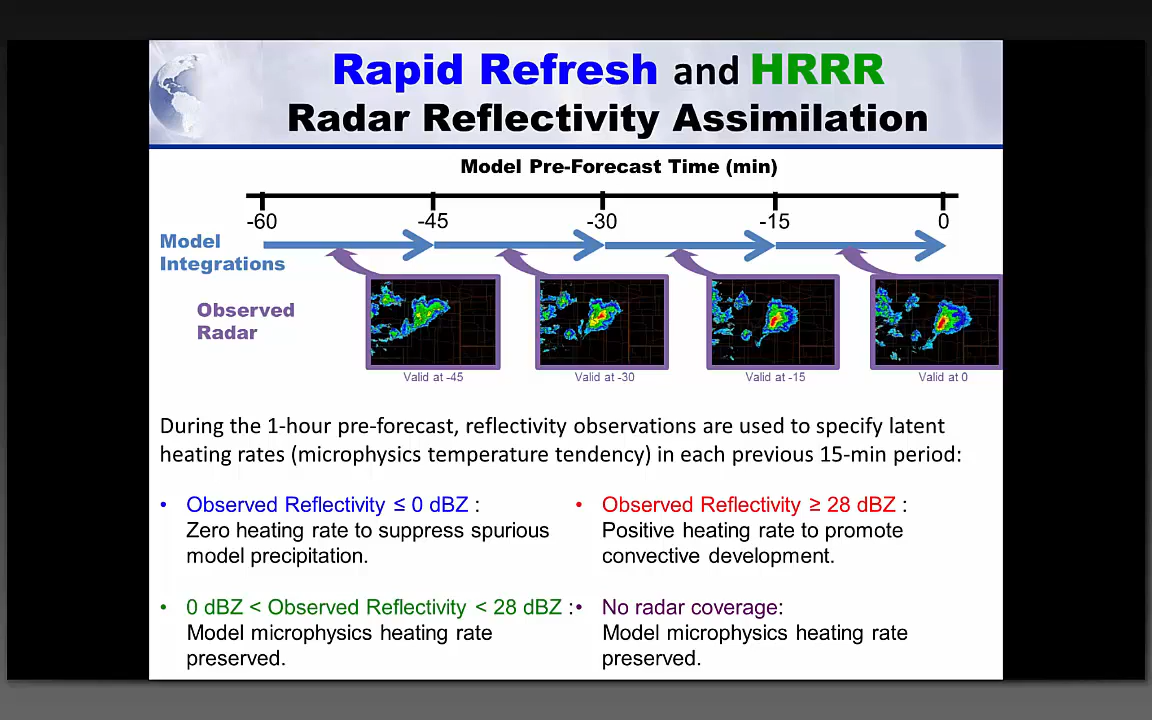 Rapid Refresh and HRRR
Radar Reflectivity Assimilation
Model Pre-Forecast Time (min)
-60 -45 -30 -15 0
Model
Integrations
Observed
Radar
Valid at -45 Valid at -30 Valid at -15 Valid at 0
During the 1-hour pre-forecast, reflectivity observations are used to specify latent
heating rates (microphysics temperature tendency) in each previous 15-min period:
• Observed Reflectivity ≤ 0 dBZ :
Zero heating rate to suppress spurious
model precipitation.
• Observed Reflectivity ≥ 28 dBZ :
Positive heating rate to promote
convective development.
• 0 dBZ < Observed Reflectivity < 28 dBZ :
Model microphysics heating rate
preserved.
• No radar coverage:
Model microphysics heating rate
preserved.